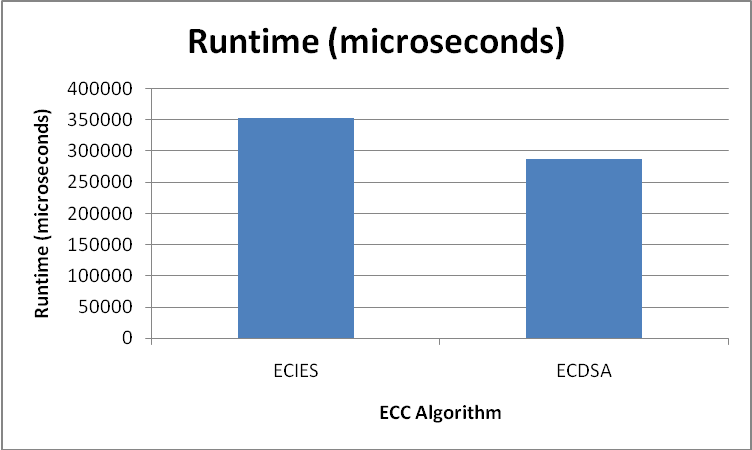 Runtime (microseconds)
400000
350000
300000
250000
200000
150000
100000
50000
0
Runtime (microseconds)
ECIES
ECDSA
ECC Algorithm